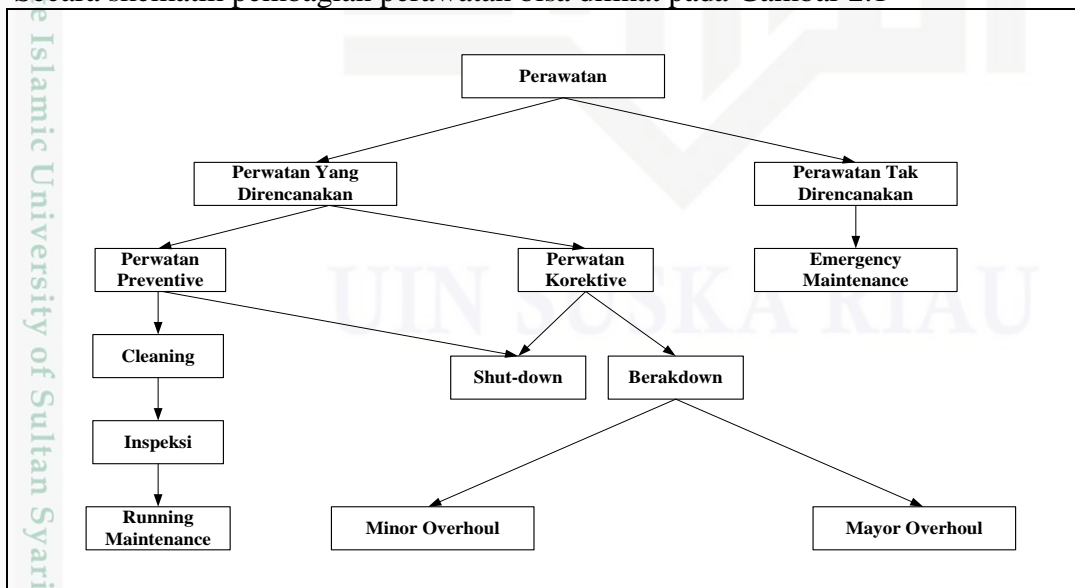 Secara skematik pembagian perawatan bisa dilihat pada Gambar 2.1
Perawatan
Perwatan Yang
Direncanakan
Perawatan Tak
Direncanakan
Perwatan
Preventive
Perwatan
Korektive
Emergency
Maintenance
Cleaning
Shut-down
Berakdown
Inspeksi
Running
Maintenance
Minor Overhoul
Mayor Overhoul
UIN SUSKA RIAU
Islamic University of Sultan Syari